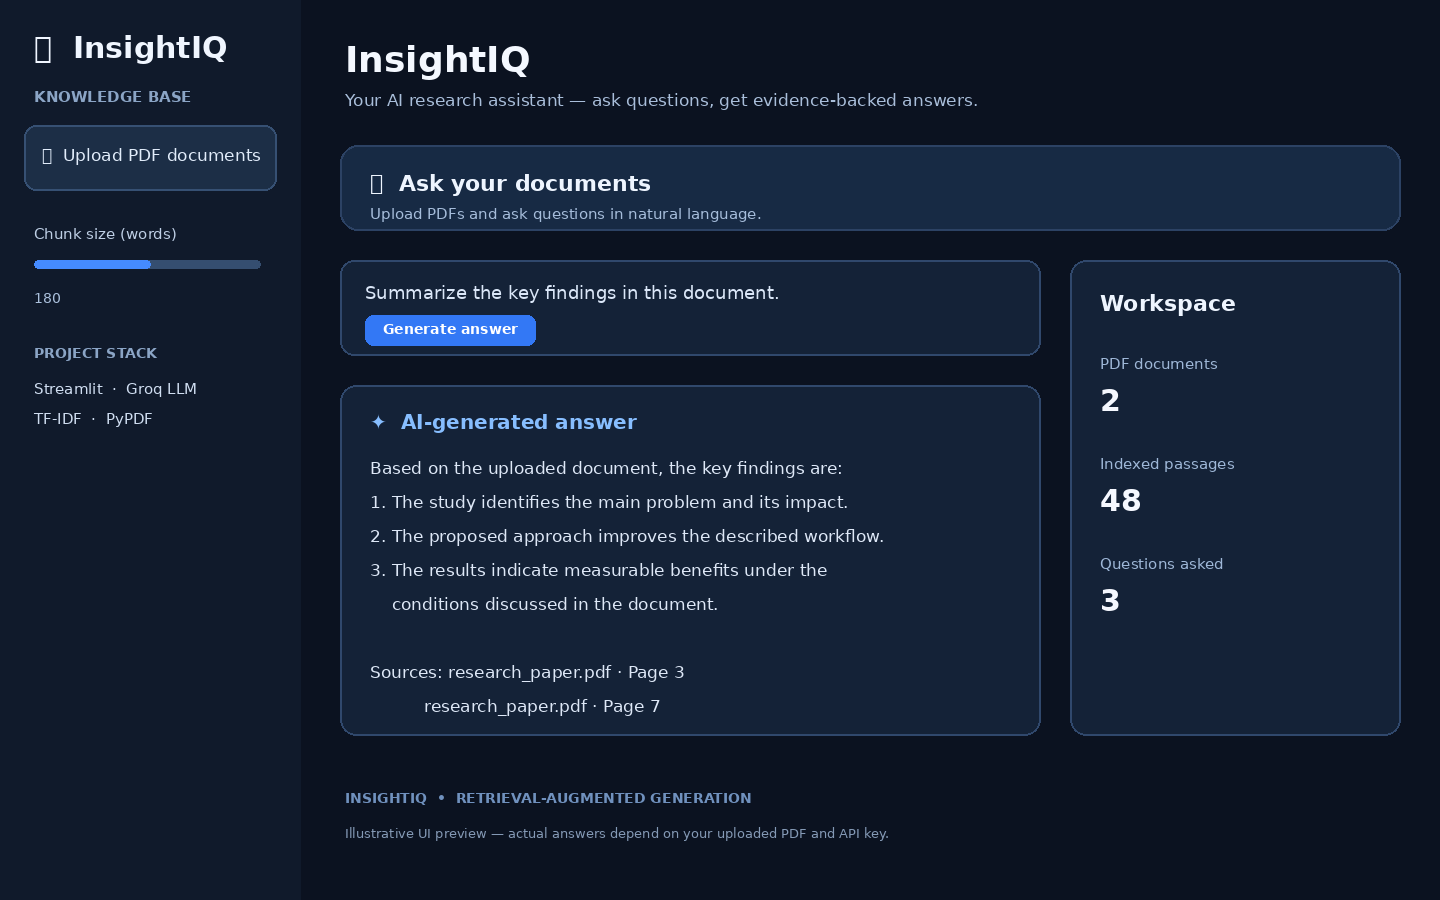 InsightIQ
KNOWLEDGE BASE
Upload PDF documents
Chunk size (words)
180
PROJECT STACK
Streamlit · Groq LLM
TF-IDF · PyPDF
InsightIQ
Your AI research assistant — ask questions, get evidence-backed answers.
Ask your documents
Upload PDFs and ask questions in natural language.
Summarize the key findings in this document.
Generate answer
✦ AI-generated answer
Based on the uploaded document, the key findings are:
1. The study identifies the main problem and its impact.
2. The proposed approach improves the described workflow.
3. The results indicate measurable benefits under the
conditions discussed in the document.
Sources: research_paper.pdf · Page 3
research_paper.pdf · Page 7
Workspace
PDF documents
2
Indexed passages
48
Questions asked
3
INSIGHTIQ • RETRIEVAL-AUGMENTED GENERATION
Illustrative UI preview — actual answers depend on your uploaded PDF and API key.